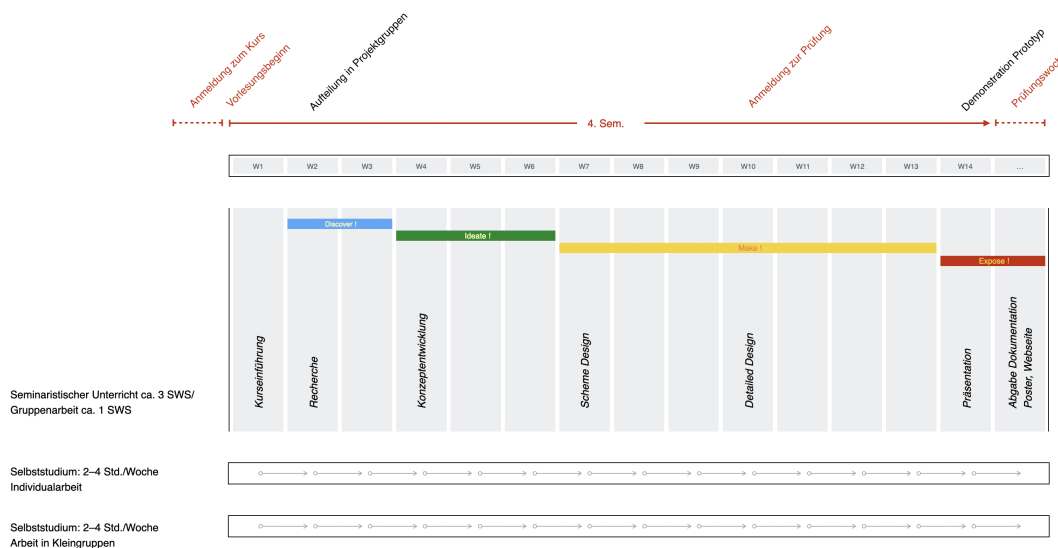 Anmeldung zum Kurs
Vorlesungsbeginn
Aufteilung in Projektgruppen
Anmeldung zur Prüfung
Demonstration Prototyp
4. Sem.
W1 W2 W3 W4 W5 W6 W7 W8 W9 W10 W11 W12 W13 W14 ...
Discover !
Ideate !
Make !
Expose !
Kurseinführung
Recherche
Konzeptentwicklung
Scheme Design
Detailed Design
Präsentation
Abgabe Dokumentation
Poster, Webseite
Seminaristischer Unterricht ca. 3 SWS/
Gruppenarbeit ca. 1 SWS
Selbststudium: 2–4 Std./Woche
Individualarbeit
Selbststudium: 2–4 Std./Woche
Arbeit in Kleingruppen